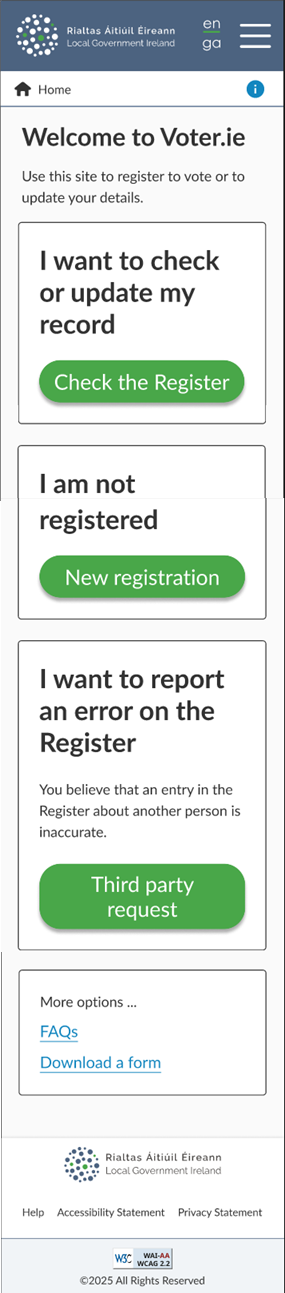 Rialtas Áitiúil Éireann
Local Government Ireland
en
ga
Home
i
Welcome to Voter.ie
Use this site to register to vote or to
update your details.
I want to check
or update my
record
Check the Register
I am not
registered
New registration
I want to report
an error on the
Register
You believe that an entry in the
Register about another person is
inaccurate.
Third party
request
More options ...
FAQs
Download a form
Rialtas Áitiúil Éireann
Local Government Ireland
Help Accessibility Statement Privacy Statement
W3C WAI-AA
WCAG 2.2
©2025 All Rights Reserved